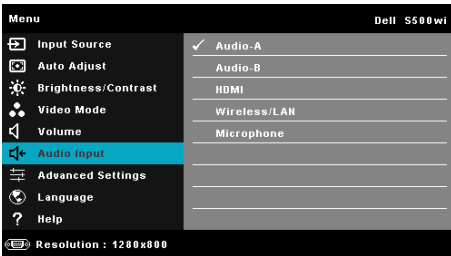 Menu Dell S500wi
Input Source
Auto Adjust
Brightness/Contrast
Video Mode
Volume
Audio Input
Advanced Settings
Language
? Help
Audio-A
Audio-B
HDMI
Wireless/LAN
Microphone
Resolution : 1280x800